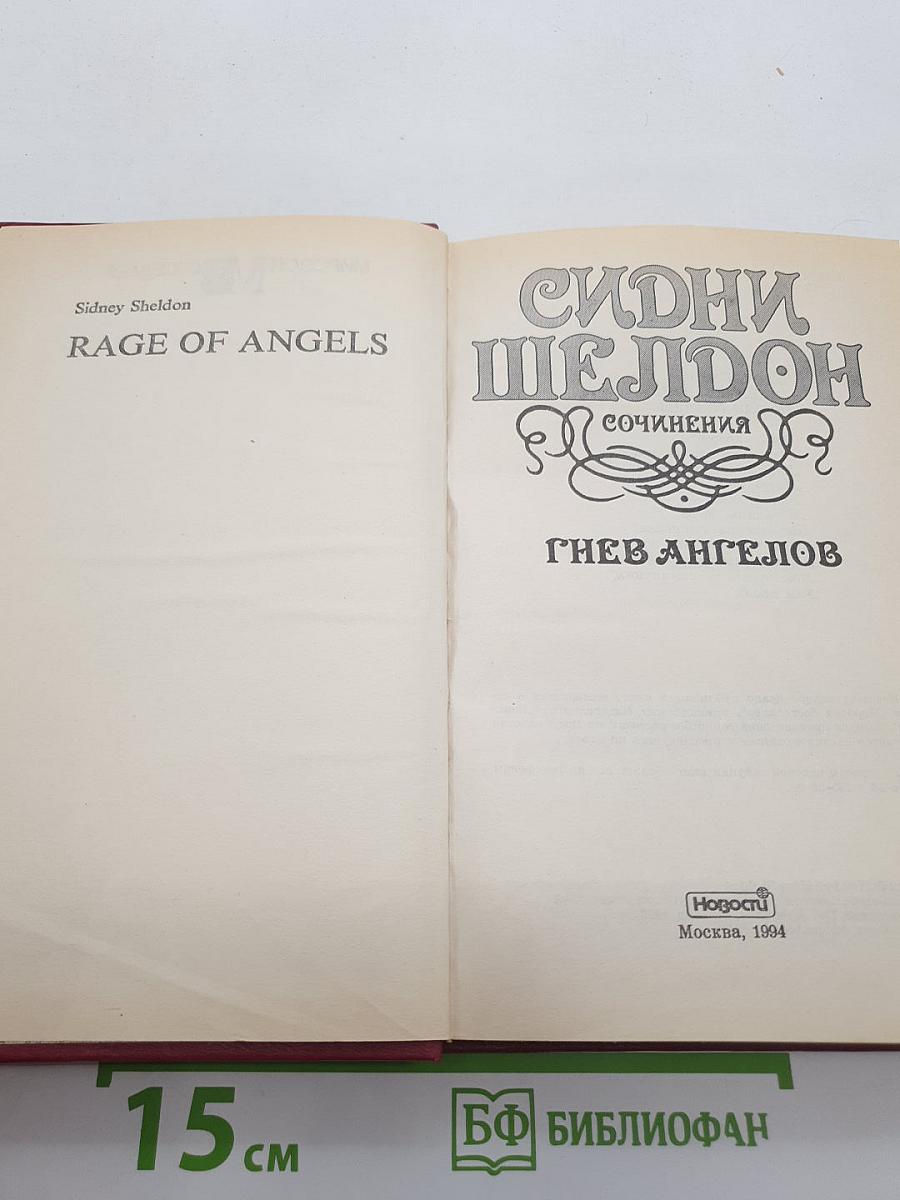 Sidney Sheldon
RAGE OF ANGELS
СИДНИ
ШЕЛДОН
СОЧИНЕНИЯ
ГНЕВ АНГЕЛОВ
Новости
Москва, 1994
15 см
БФ БИБЛИОФАН